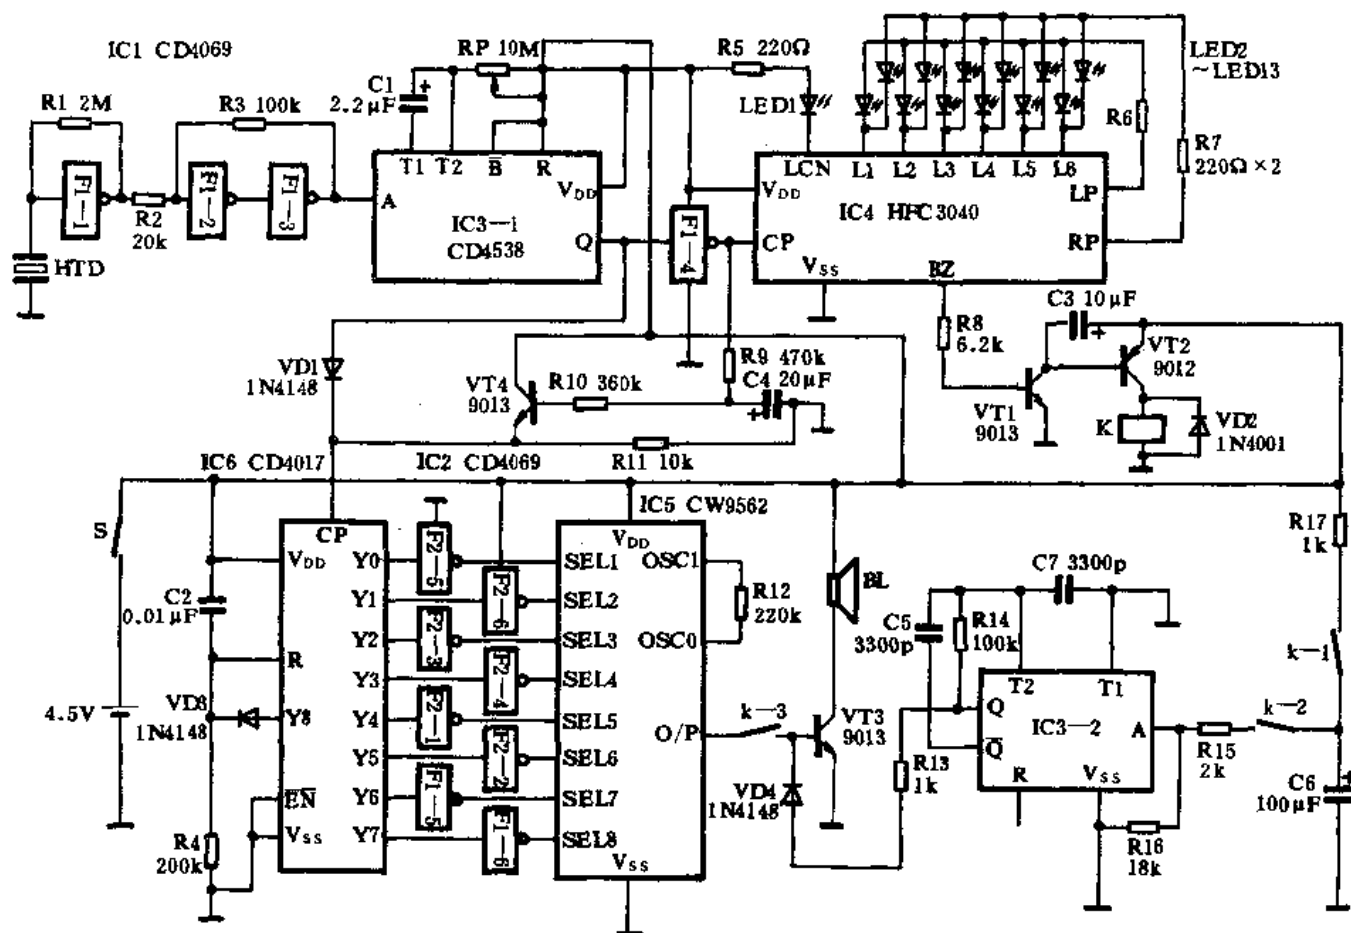 IC1 CD4069
R1 2M
R3 100k
F1—1
R2
20k
F1—2
F1—3
HTD
C1
2.2μF
+
RP 10M
T1
T2
B̅
R
A
VDD
IC3—1
CD4538
Q
R5 220Ω
LED1
LED2
~LED13
R6
R7
220Ω×2
LCN
L1
L2
L3
L4
L5
L6
VDD
LP
IC4 HFC3040
F1—4
CP
RP
VSS
BZ
VD1
1N4148
VT4
9013
R10 360k
R9 470k
C4 20μF
+
R11 10k
R8
6.2k
C3 10μF
+
VT1
9013
VT2
9012
K
VD2
1N4001
IC6 CD4017
IC2 CD4069
IC5 CW9562
S
4.5V
C2
0.01μF
VD3
1N4148
R4
200k
CP
VDD
R
Y8
E̅N̅
VSS
Y0
Y1
Y2
Y3
Y4
Y5
Y6
Y7
F2—5
F2—6
F2—3
F2—4
F2—1
F2—2
F1—5
F1—6
SEL1
SEL2
SEL3
SEL4
SEL5
SEL6
SEL7
SEL8
VDD
OSC1
OSC0
O/P
VSS
R12
220k
BL
k—3
VT3
9013
VD4
1N4148
R13
1k
C5
3300p
R14
100k
C7 3300p
T2
T1
Q
Q̅
IC3—2
A
R
VSS
R15
2k
R16
18k
k—2
k—1
R17
1k
C6
100μF
+